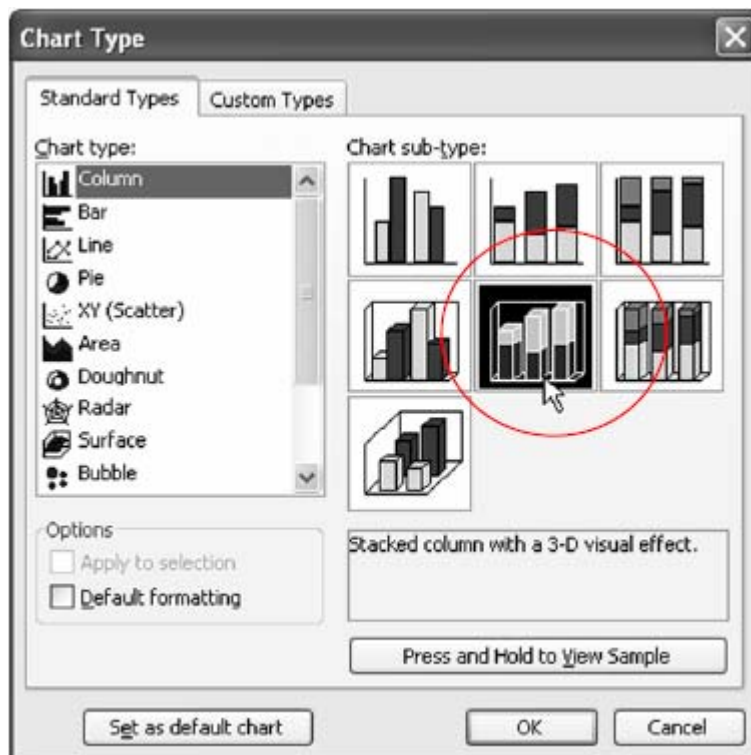 Chart Type
Standard Types
Custom Types
Chart type:
Column
Bar
Line
Pie
XY (Scatter)
Area
Doughnut
Radar
Surface
Bubble
Options
Apply to selection
Default formatting
Chart sub-type:
Stacked column with a 3-D visual effect.
Press and Hold to View Sample
Set as default chart
OK
Cancel